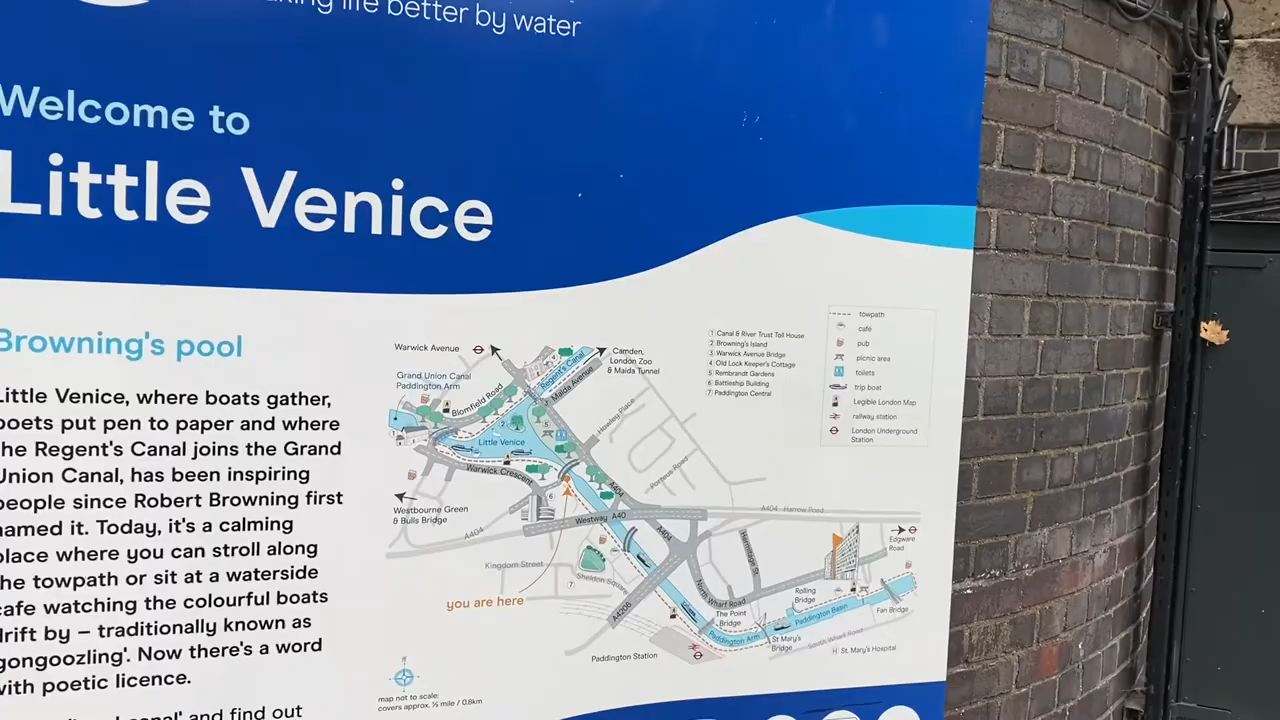 life better by water
Welcome to
Little Venice
Browning's pool
Little Venice, where boats gather,
poets put pen to paper and where
the Regent's Canal joins the Grand
Union Canal, has been inspiring
people since Robert Browning first
named it. Today, it's a calming
place where you can stroll along
the towpath or sit at a waterside
cafe watching the colourful boats
drift by – traditionally known as
'gongoozling'. Now there's a word
with poetic licence.
and find out
Warwick Avenue
Grand Union Canal
Paddington Arm
Blomfield Road
Regent's Canal
Maida Avenue
Camden,
London Zoo
& Maida Tunnel
Little Venice
Warwick Crescent
Howley Place
Porteus Road
Westbourne Green
& Bulls Bridge
A404
Westway A40
A404
A404
A404 Harrow Road
Kingdom Street
Sheldon Square
you are here
A4206
Hermitage St
North Wharf Road
The Point
Bridge
Rolling
Bridge
Edgware
Road
Paddington Arm
Paddington Basin
Fan Bridge
St Mary's
Bridge
South Wharf Road
H St. Mary's Hospital
Paddington Station
N
map not to scale:
covers approx. ½ mile / 0.8km
1 Canal & River Trust Toll House
2 Browning's Island
3 Warwick Avenue Bridge
4 Old Lock Keeper's Cottage
5 Rembrandt Gardens
6 Battleship Building
7 Paddington Central
towpath
café
pub
picnic area
toilets
trip boat
Legible London Map
railway station
London Underground
Station